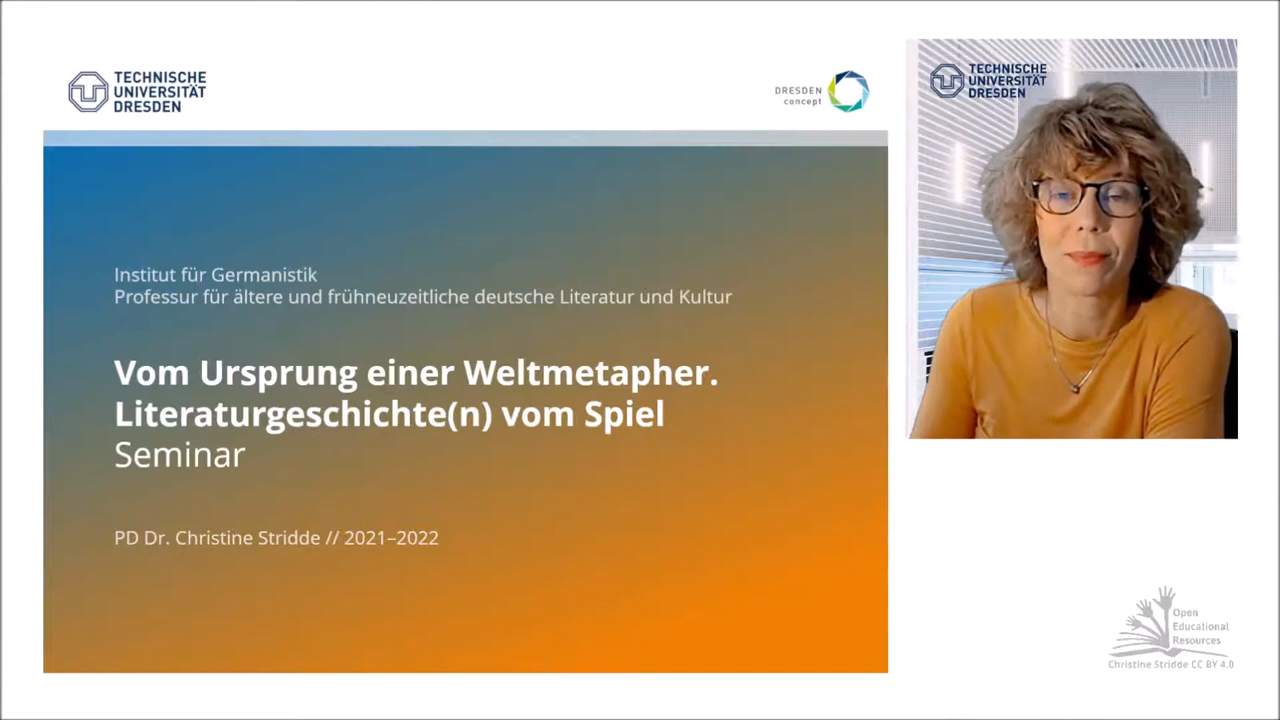 TECHNISCHE
UNIVERSITÄT
DRESDEN
DRESDEN
concept
TECHNISCHE
UNIVERSITÄT
DRESDEN
Institut für Germanistik
Professur für ältere und frühneuzeitliche deutsche Literatur und Kultur
Vom Ursprung einer Weltmetapher.
Literaturgeschichte(n) vom Spiel
Seminar
PD Dr. Christine Stridde // 2021–2022
Open
Educational
Resources
Christine Stridde CC BY 4.0